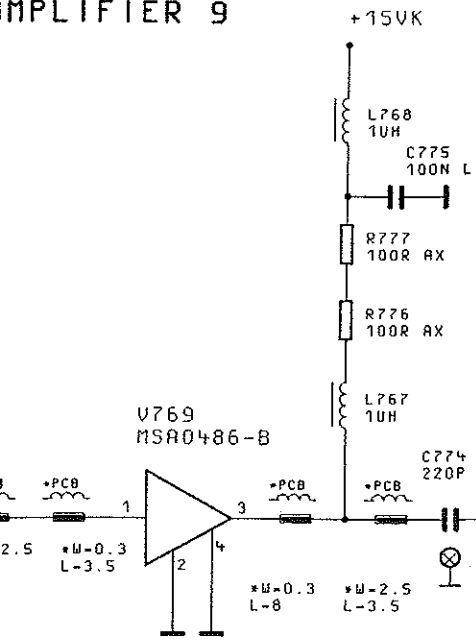 AMPLIFIER 9
+15VK
L768
1UH
C775
100N L
R777
100R AX
R776
100R AX
L767
1UH
V769
MSA0486-B
C774
220P
*PCB
*PCB
*PCB
1
3
4
2
2.5
*W=0.3
L=3.5
*W=0.3
L=8
*W=2.5
L=3.5